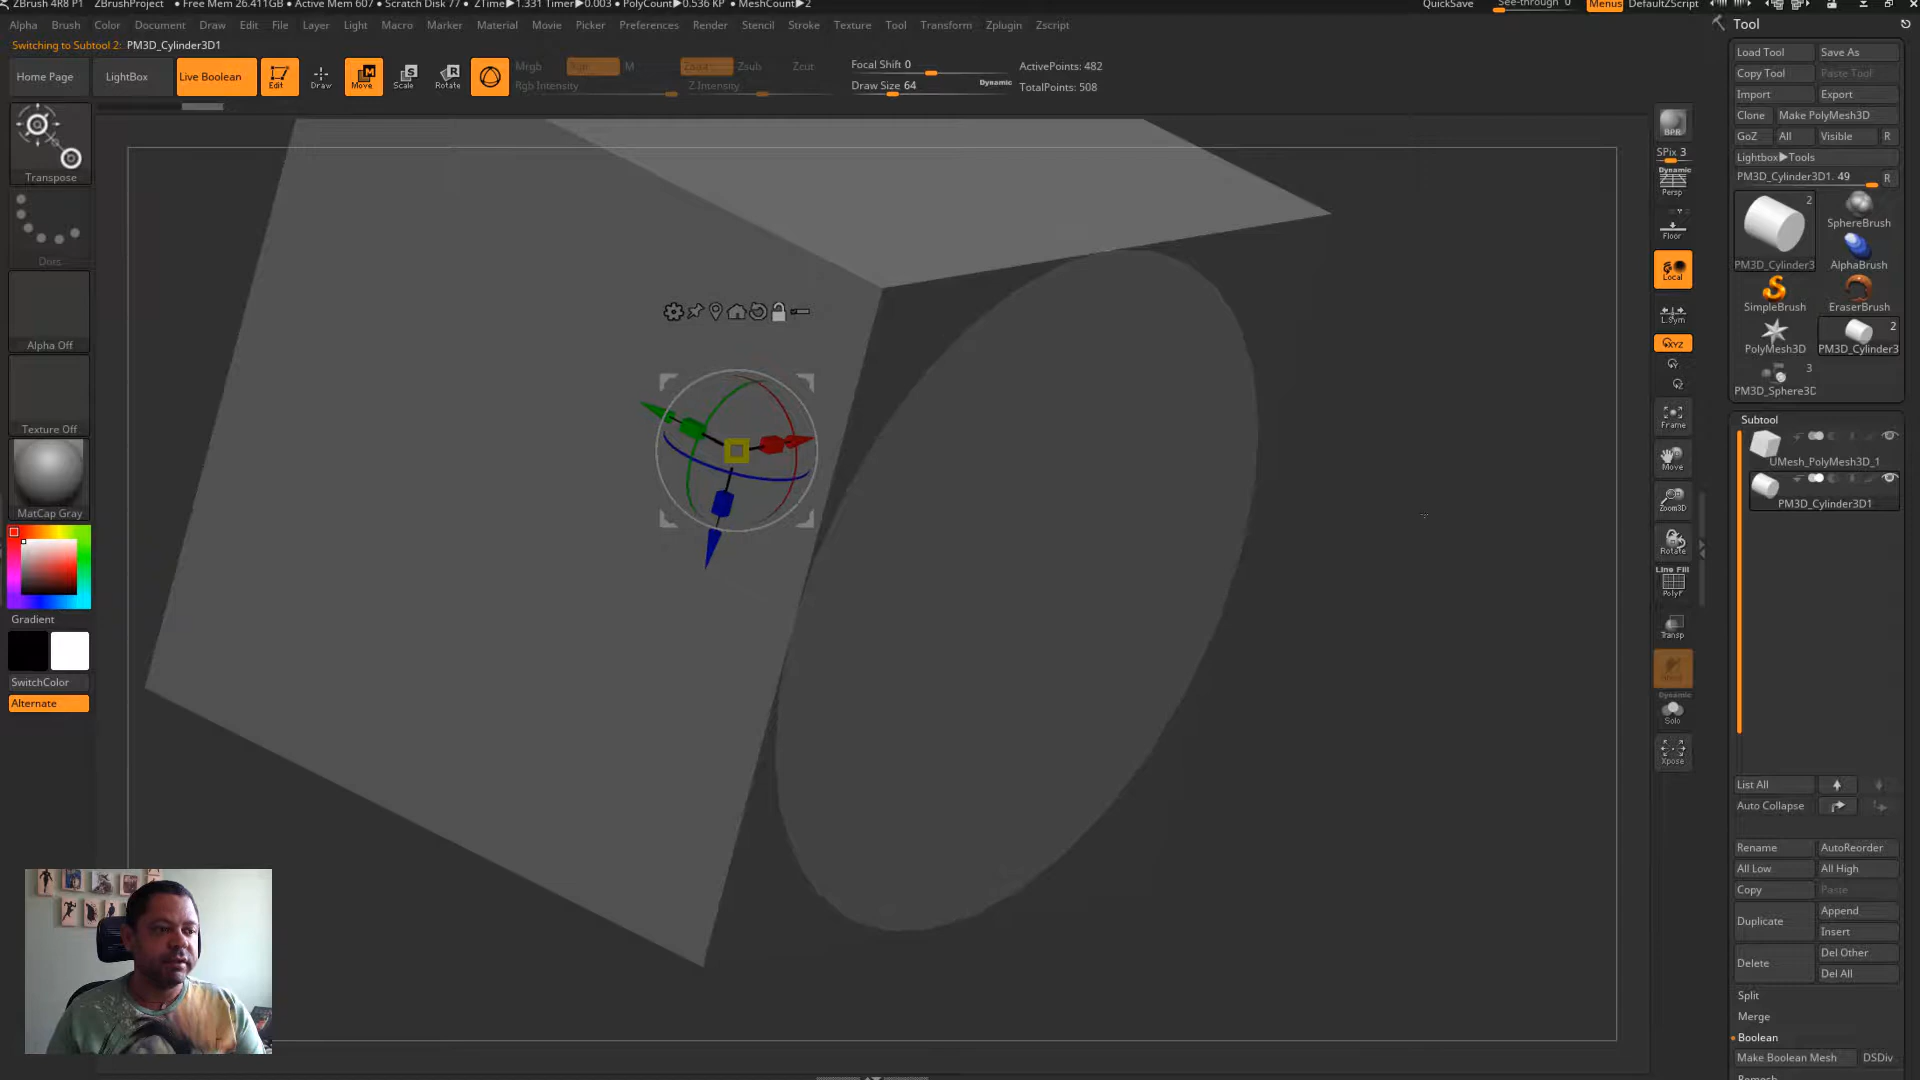 ZBrush 4R8 P1 ZBrushProject • Free Mem 26.411GB • Active Mem 607 • Scratch Disk 77 • ZTime▶1.331 Timer▶0.003 • PolyCount▶0.536 KP • MeshCount▶2 QuickSave See-through 0 Menus DefaultZScript
Alpha Brush Color Document Draw Edit File Layer Light Macro Marker Material Movie Picker Preferences Render Stencil Stroke Texture Tool Transform Zplugin Zscript
Switching to Subtool 2: PM3D_Cylinder3D1
Home Page LightBox Live Boolean Edit Draw Move Scale Rotate
Mrgb M Zsub Zcut
Rgb Intensity Z Intensity
Focal Shift 0
Draw Size 64 Dynamic
ActivePoints: 482
TotalPoints: 508
Transpose
Dots
Alpha Off
Texture Off
MatCap Gray
Gradient
SwitchColor
Alternate
BPR
SPix 3
Dynamic
Persp
Floor
Local
L.Sym
XYZ
Frame
Move
Zoom3D
Rotate
Line Fill
PolyF
Transp
Dynamic
Solo
Xpose
Tool
Load Tool Save As
Copy Tool Paste Tool
Import Export
Clone Make PolyMesh3D
GoZ All Visible R
Lightbox▶Tools
PM3D_Cylinder3D1. 49 R
2
PM3D_Cylinder3
SphereBrush
AlphaBrush
SimpleBrush EraserBrush
PolyMesh3D
2
PM3D_Cylinder3
3
PM3D_Sphere3D
Subtool
UMesh_PolyMesh3D_1
PM3D_Cylinder3D1
List All
Auto Collapse
Rename AutoReorder
All Low All High
Copy Paste
Duplicate Append
Insert
Delete Del Other
Del All
Split
Merge
Boolean
Make Boolean Mesh DSDiv
Remesh